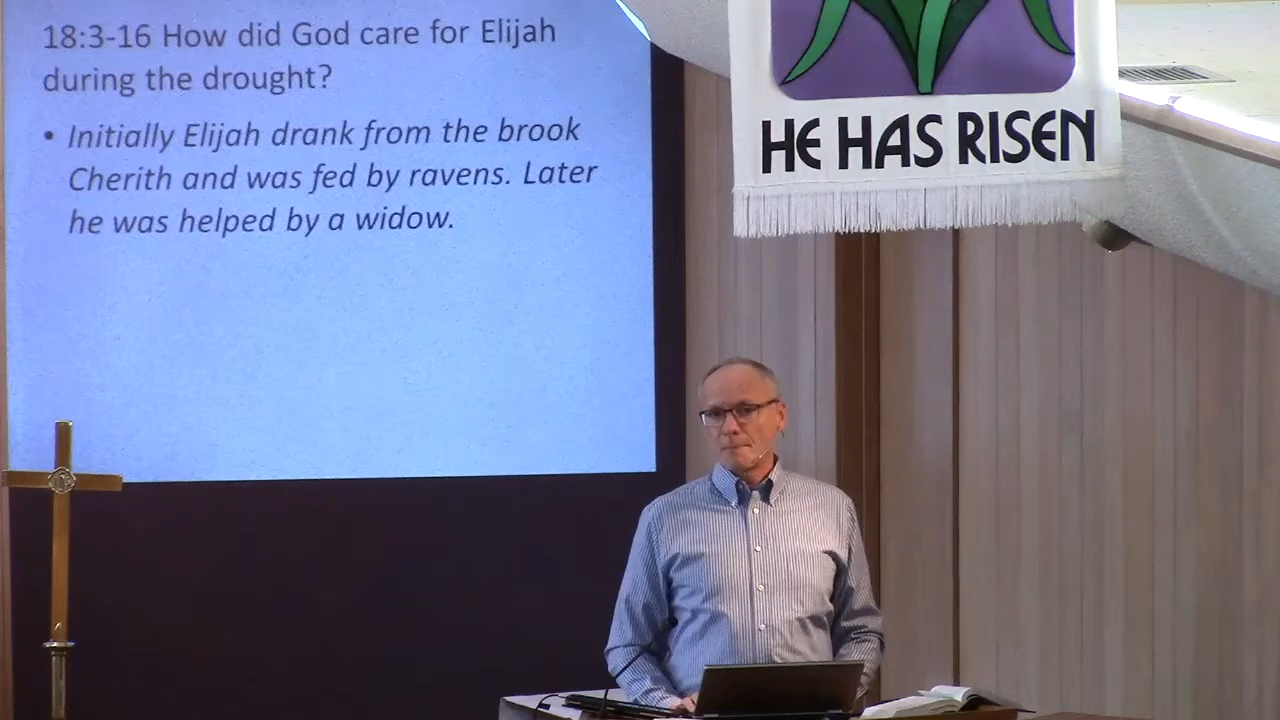 18:3-16 How did God care for Elijah
during the drought?
• Initially Elijah drank from the brook
Cherith and was fed by ravens. Later
he was helped by a widow.
HE HAS RISEN